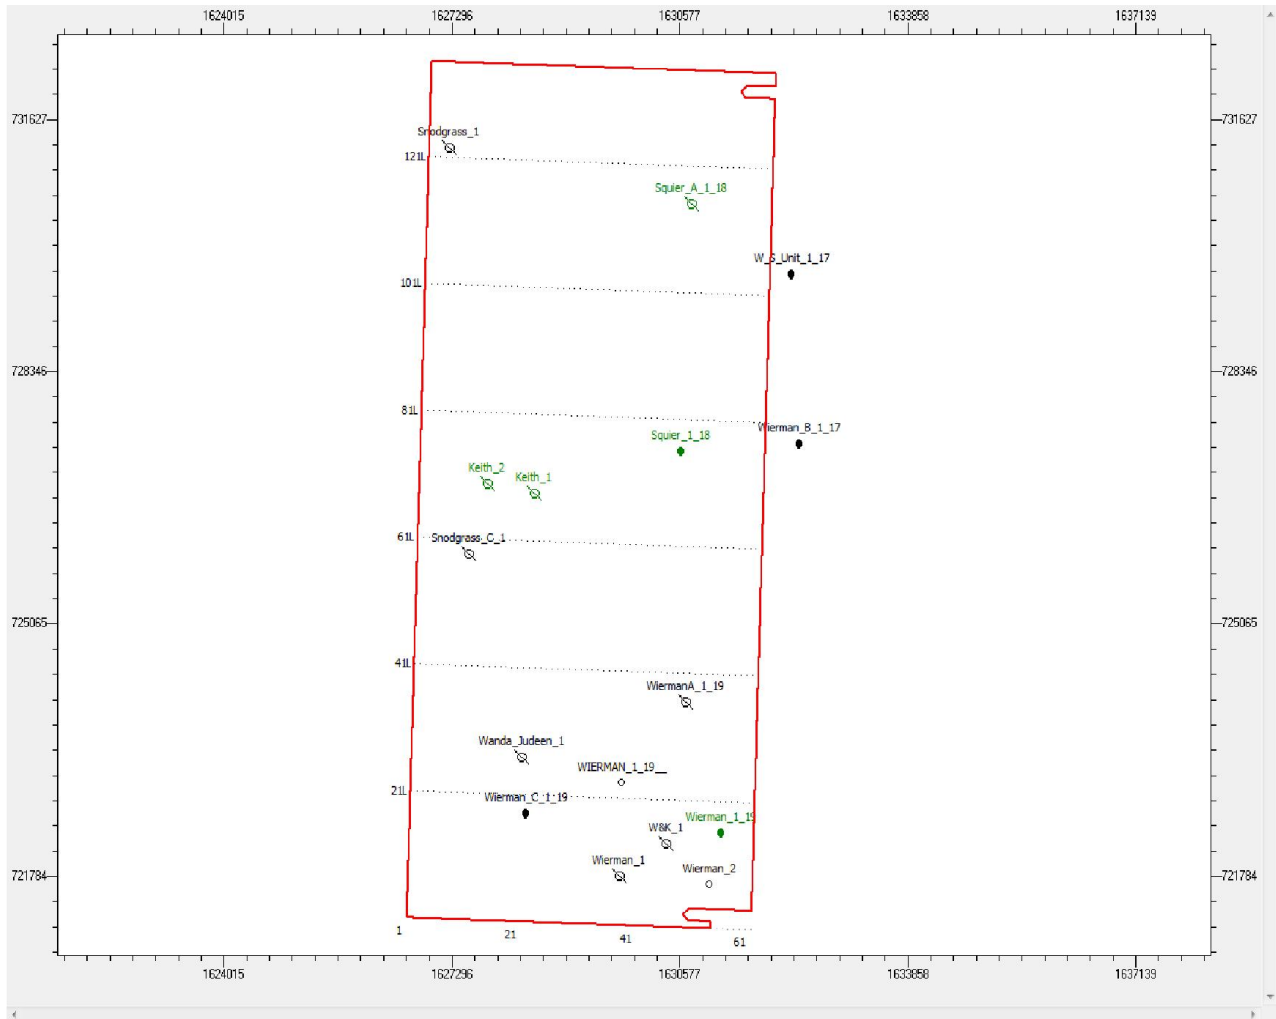 1624015 1627296 1630577 1633858 1637139
731627 731627
Snodgrass_1
121L
Squier_A_1_18
W_S_Unit_1_17
101L
728346 728346
81L
Wierman_B_1_17
Squier_1_18
Keith_2
Keith_1
61L
Snodgrass_C_1
725065 725065
41L
WiermanA_1_19
Wanda_Judeen_1
WIERMAN_1_19__
21L
Wierman_C_1_19
Wierman_1_19
W&K_1
Wierman_1
Wierman_2
721784 721784
1
21
41
61
1624015 1627296 1630577 1633858 1637139